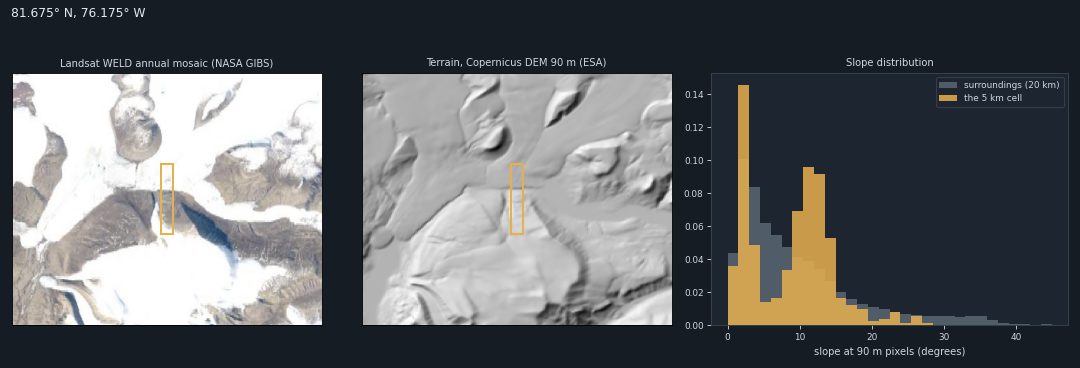 81.675° N, 76.175° W
Landsat WELD annual mosaic (NASA GIBS)
Terrain, Copernicus DEM 90 m (ESA)
Slope distribution
surroundings (20 km)
the 5 km cell
0.14
0.12
0.10
0.08
0.06
0.04
0.02
0.00
0 10 20 30 40
slope at 90 m pixels (degrees)